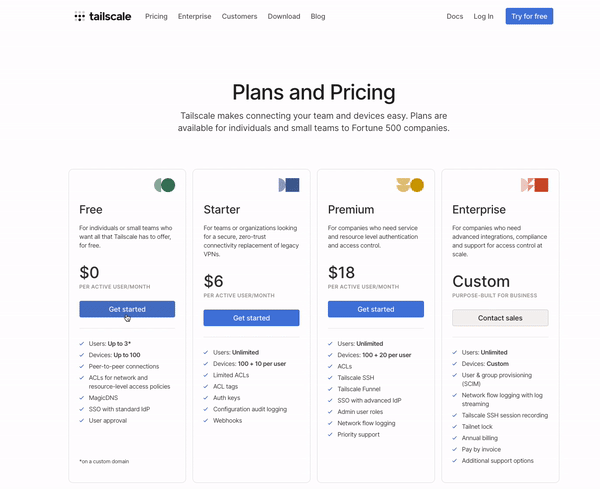 tailscale Pricing Enterprise Customers Download Blog Docs Log In Try for free
Plans and Pricing
Tailscale makes connecting your team and devices easy. Plans are
available for individuals and small teams to Fortune 500 companies.
Free
For individuals or small teams who
want all that Tailscale has to offer,
for free.
$0
PER ACTIVE USER/MONTH
Get started
Users: Up to 3*
Devices: Up to 100
Peer-to-peer connections
ACLs for network and
resource-level access policies
MagicDNS
SSO with standard IdP
User approval
*on a custom domain
Starter
For teams or organizations looking
for a secure, zero-trust
connectivity replacement of legacy
VPNs.
$6
PER ACTIVE USER/MONTH
Get started
Users: Unlimited
Devices: 100 + 10 per user
Limited ACLs
ACL tags
Auth keys
Configuration audit logging
Webhooks
Premium
For companies who need service
and resource level authentication
and access control.
$18
PER ACTIVE USER/MONTH
Get started
Users: Unlimited
Devices: 100 + 20 per user
ACLs
Tailscale SSH
Tailscale Funnel
SSO with advanced IdP
Admin user roles
Network flow logging
Priority support
Enterprise
For companies who need
advanced integrations, compliance
and support for access control at
scale.
Custom
PURPOSE-BUILT FOR BUSINESS
Contact sales
Users: Unlimited
Devices: Custom
User & group provisioning
(SCIM)
Network flow logging with log
streaming
Tailscale SSH session recording
Tailnet lock
Annual billing
Pay by invoice
Additional support options